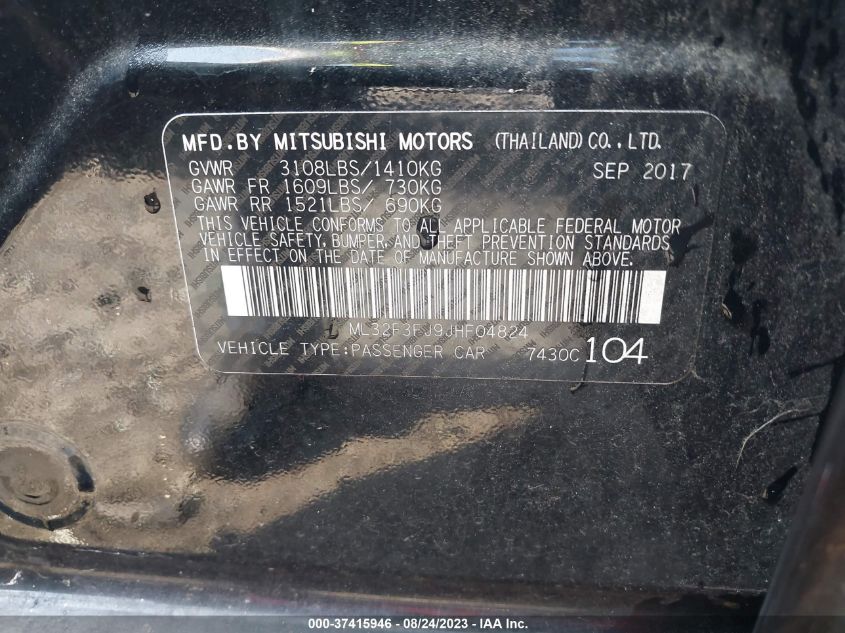 MFD.BY MITSUBISHI MOTORS (THAILAND)CO.,LTD.
GVWR 3108LBS/1410KG SEP 2017
GAWR FR 1609LBS/ 730KG
GAWR RR 1521LBS/ 690KG
THIS VEHICLE CONFORMS TO ALL APPLICABLE FEDERAL MOTOR
VEHICLE SAFETY, BUMPER, AND THEFT PREVENTION STANDARDS
IN EFFECT ON THE DATE OF MANUFACTURE SHOWN ABOVE.
ML32F3FJ9JHF04824
VEHICLE TYPE:PASSENGER CAR 7430C 104
000-37415946 - 08/24/2023 - IAA Inc.